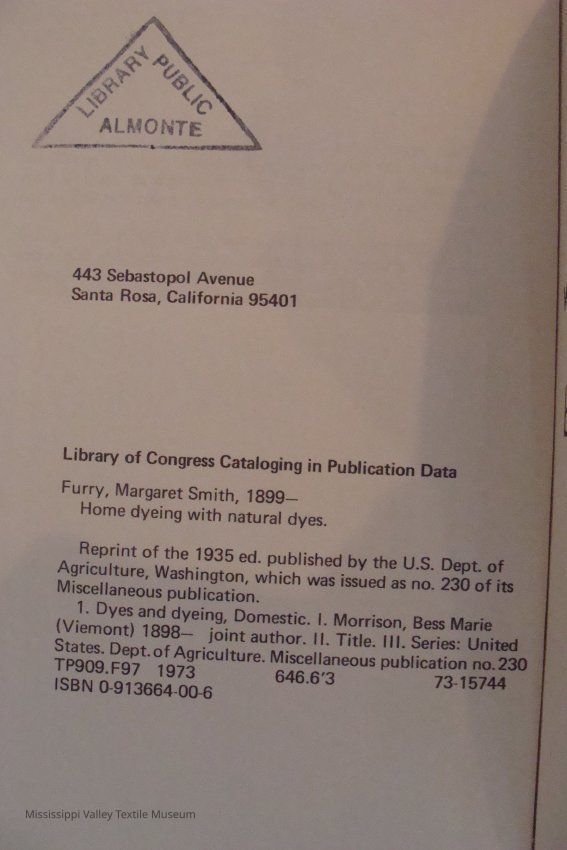 LIBRARY PUBLIC
ALMONTE
443 Sebastopol Avenue
Santa Rosa, California 95401
Library of Congress Cataloging in Publication Data
Furry, Margaret Smith, 1899—
Home dyeing with natural dyes.
Reprint of the 1935 ed. published by the U.S. Dept. of
Agriculture, Washington, which was issued as no. 230 of its
Miscellaneous publication.
1. Dyes and dyeing, Domestic. I. Morrison, Bess Marie
(Viemont) 1898— joint author. II. Title. III. Series: United
States. Dept. of Agriculture. Miscellaneous publication no. 230
TP909.F97 1973 646.6'3 73-15744
ISBN 0-913664-00-6
Mississippi Valley Textile Museum